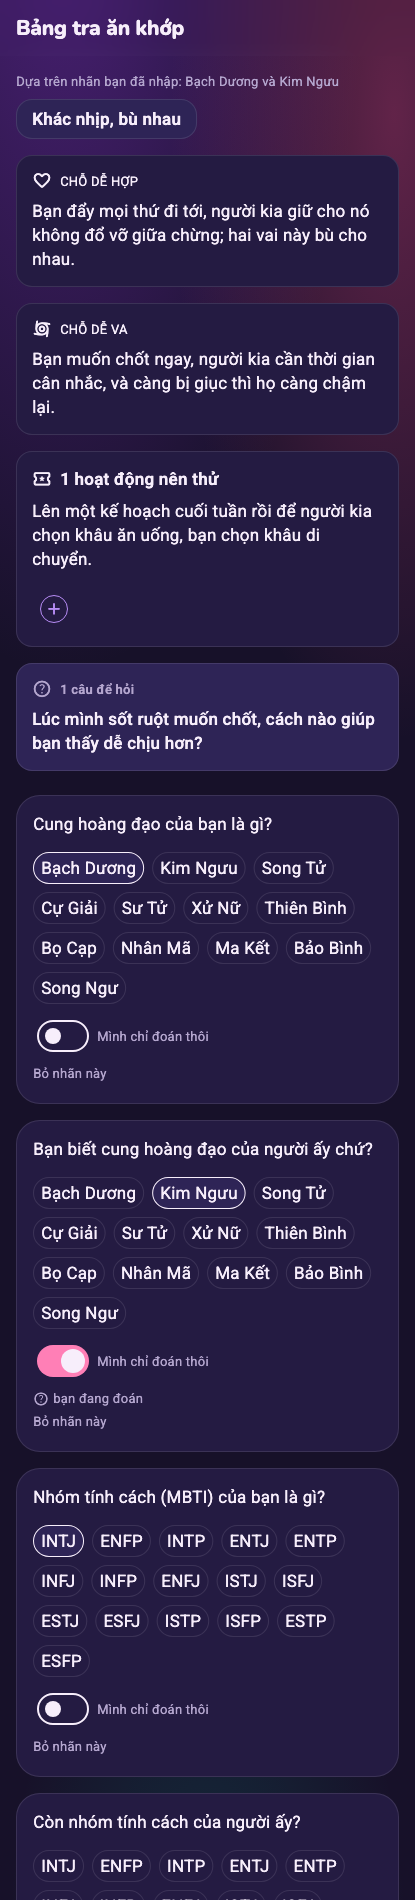 Bảng tra ăn khớp
Dựa trên nhãn bạn đã nhập: Bạch Dương và Kim Ngưu
Khác nhịp, bù nhau
CHỖ DỄ HỢP
Bạn đẩy mọi thứ đi tới, người kia giữ cho nó
không đổ vỡ giữa chừng; hai vai này bù cho
nhau.
CHỖ DỄ VA
Bạn muốn chốt ngay, người kia cần thời gian
cân nhắc, và càng bị giục thì họ càng chậm
lại.
1 hoạt động nên thử
Lên một kế hoạch cuối tuần rồi để người kia
chọn khâu ăn uống, bạn chọn khâu di
chuyển.
1 câu để hỏi
Lúc mình sốt ruột muốn chốt, cách nào giúp
bạn thấy dễ chịu hơn?
Cung hoàng đạo của bạn là gì?
Bạch Dương Kim Ngưu Song Tử
Cự Giải Sư Tử Xử Nữ Thiên Bình
Bọ Cạp Nhân Mã Ma Kết Bảo Bình
Song Ngư
Mình chỉ đoán thôi
Bỏ nhãn này
Bạn biết cung hoàng đạo của người ấy chứ?
Bạch Dương Kim Ngưu Song Tử
Cự Giải Sư Tử Xử Nữ Thiên Bình
Bọ Cạp Nhân Mã Ma Kết Bảo Bình
Song Ngư
Mình chỉ đoán thôi
bạn đang đoán
Bỏ nhãn này
Nhóm tính cách (MBTI) của bạn là gì?
INTJ ENFP INTP ENTJ ENTP
INFJ INFP ENFJ ISTJ ISFJ
ESTJ ESFJ ISTP ISFP ESTP
ESFP
Mình chỉ đoán thôi
Bỏ nhãn này
Còn nhóm tính cách của người ấy?
INTJ ENFP INTP ENTJ ENTP